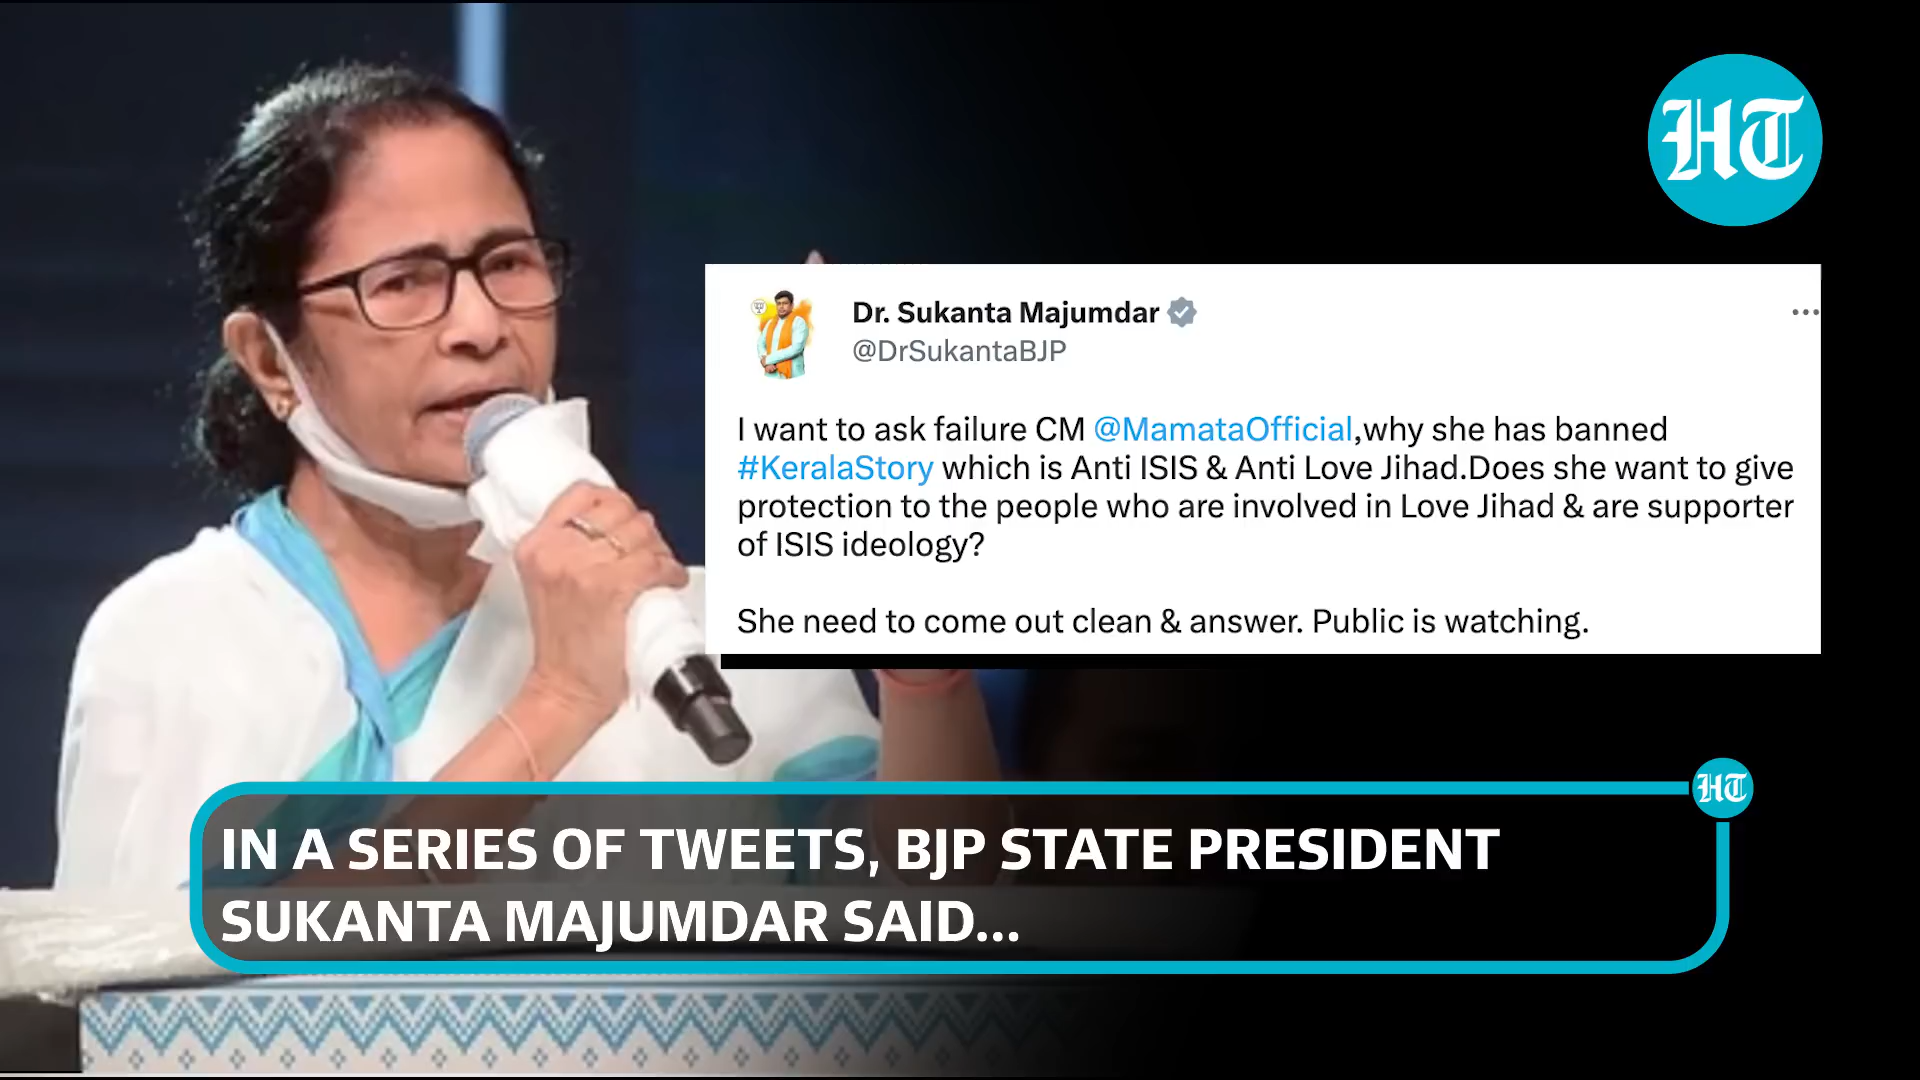 HT
Dr. Sukanta Majumdar
@DrSukantaBJP
I want to ask failure CM @MamataOfficial,why she has banned
#KeralaStory which is Anti ISIS & Anti Love Jihad.Does she want to give
protection to the people who are involved in Love Jihad & are supporter
of ISIS ideology?
She need to come out clean & answer. Public is watching.
HT
IN A SERIES OF TWEETS, BJP STATE PRESIDENT
SUKANTA MAJUMDAR SAID...